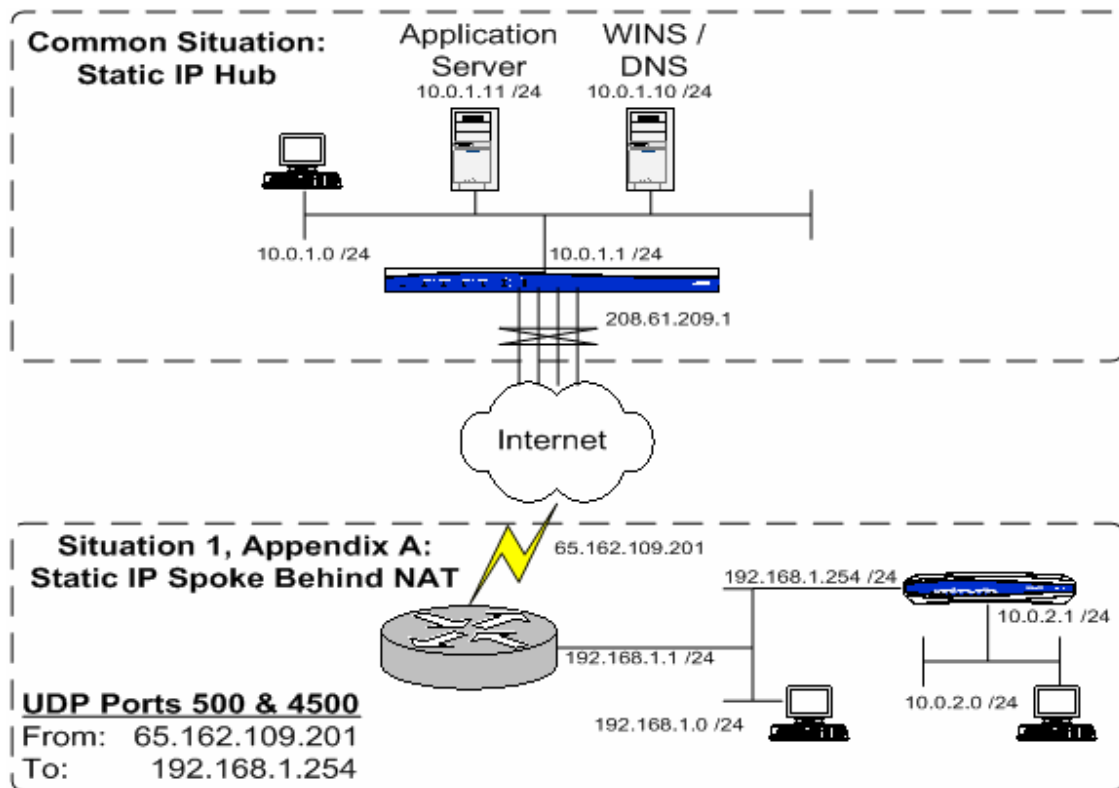 Common Situation:
Static IP Hub
Application
Server
10.0.1.11 /24
WINS /
DNS
10.0.1.10 /24
10.0.1.0 /24
10.0.1.1 /24
208.61.209.1
Internet
Situation 1, Appendix A:
Static IP Spoke Behind NAT
65.162.109.201
192.168.1.254 /24
10.0.2.1 /24
192.168.1.1 /24
10.0.2.0 /24
192.168.1.0 /24
UDP Ports 500 & 4500
From: 65.162.109.201
To: 192.168.1.254